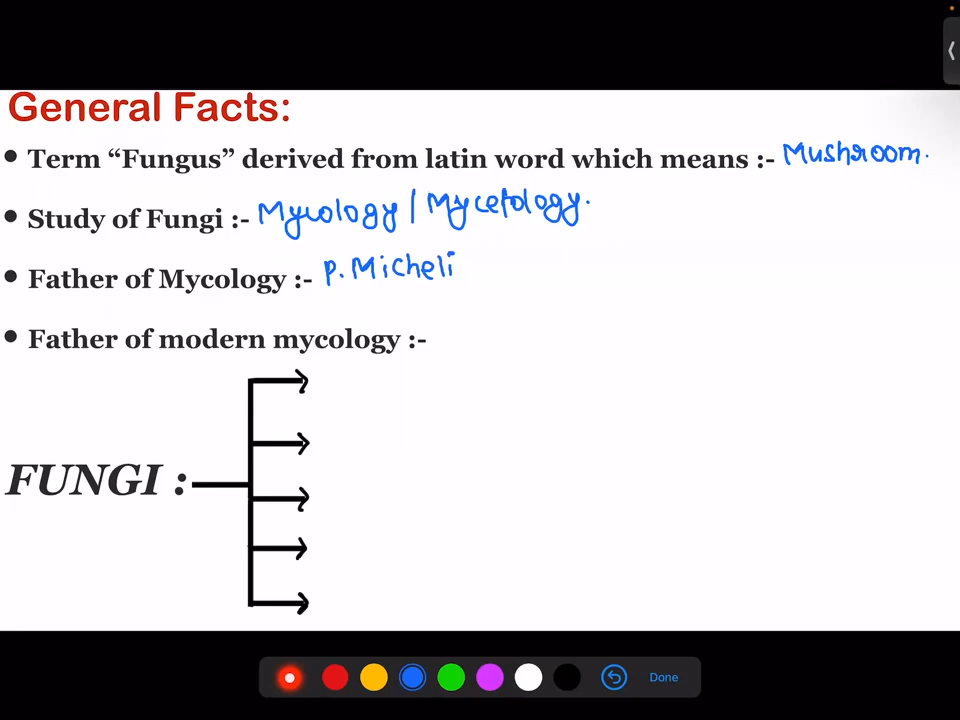 General Facts:
• Term “Fungus” derived from latin word which means :- Mushroom.
• Study of Fungi :- Mycology / Mycetology.
• Father of Mycology :- P. Micheli
• Father of modern mycology :-
FUNGI :
Done